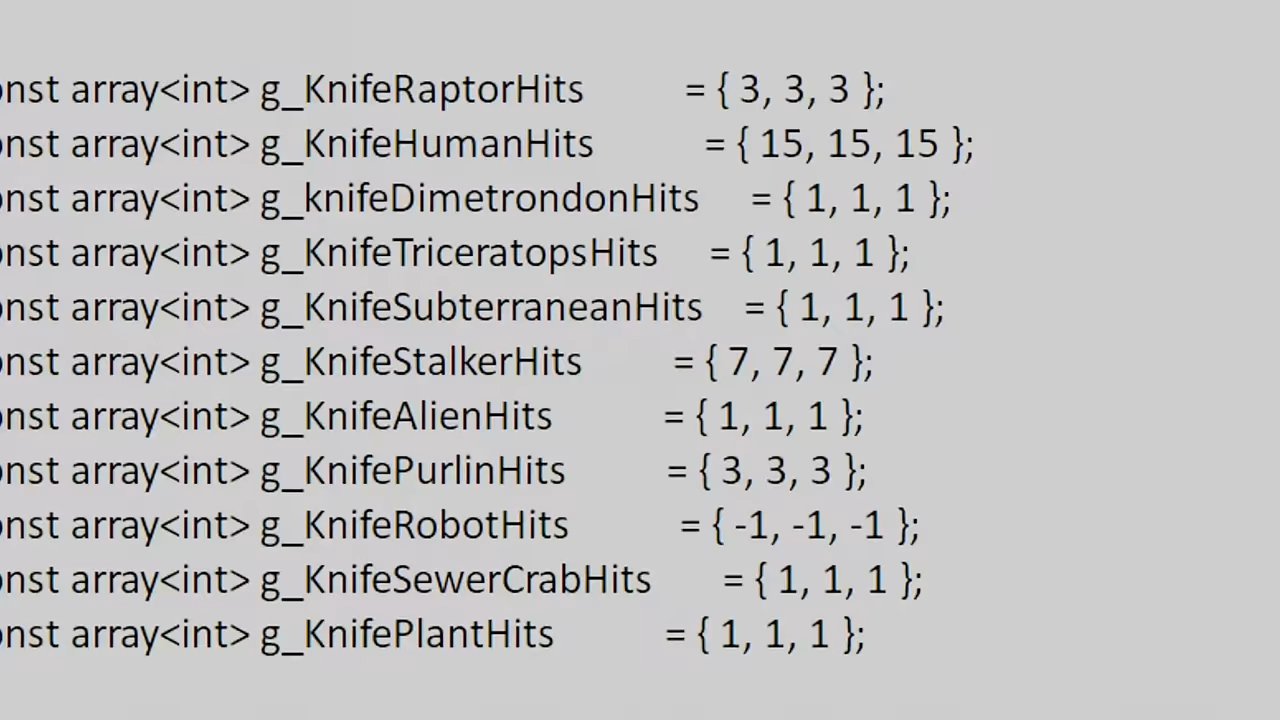 onst array<int> g_KnifeRaptorHits = { 3, 3, 3 };
onst array<int> g_KnifeHumanHits = { 15, 15, 15 };
onst array<int> g_knifeDimetrondonHits = { 1, 1, 1 };
onst array<int> g_KnifeTriceratopsHits = { 1, 1, 1 };
onst array<int> g_KnifeSubterraneanHits = { 1, 1, 1 };
onst array<int> g_KnifeStalkerHits = { 7, 7, 7 };
onst array<int> g_KnifeAlienHits = { 1, 1, 1 };
onst array<int> g_KnifePurlinHits = { 3, 3, 3 };
onst array<int> g_KnifeRobotHits = { -1, -1, -1 };
onst array<int> g_KnifeSewerCrabHits = { 1, 1, 1 };
onst array<int> g_KnifePlantHits = { 1, 1, 1 };